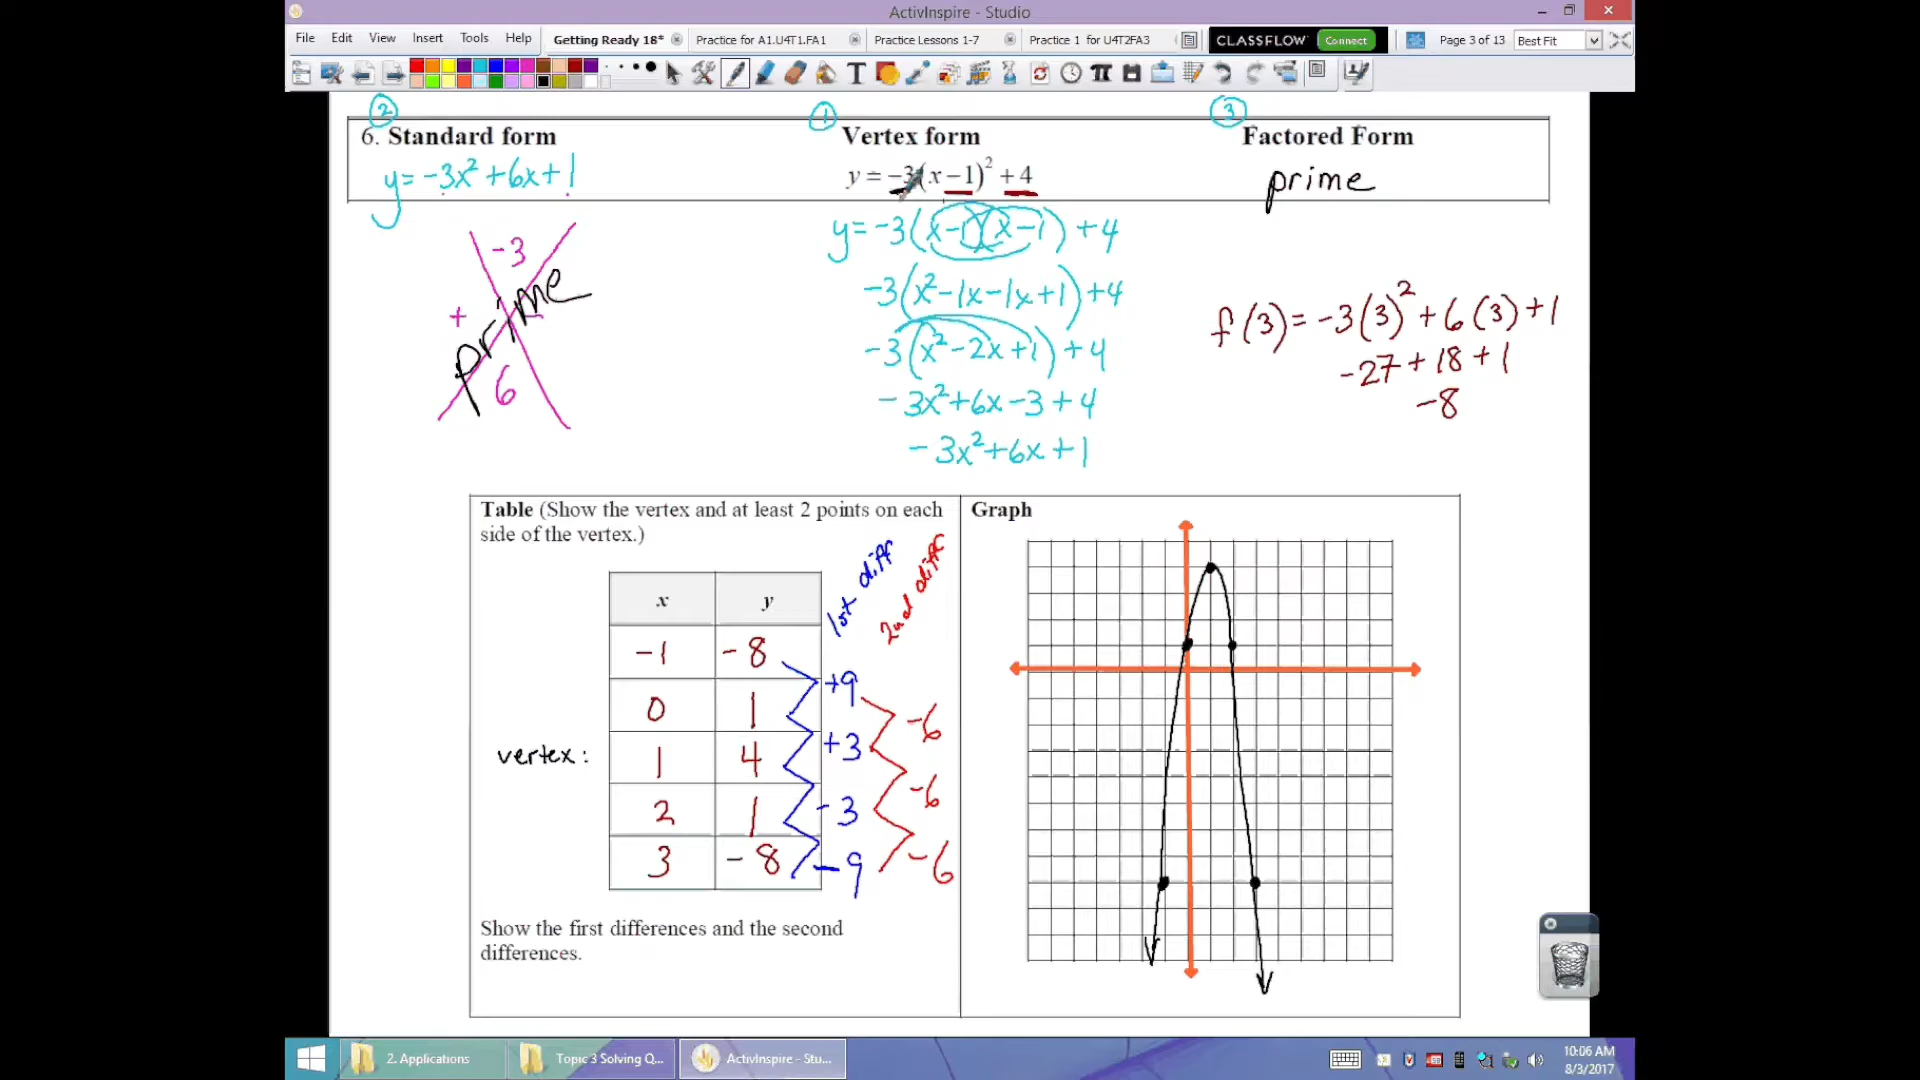 ActivInspire - Studio
File Edit View Insert Tools Help Getting Ready 18* Practice for A1.U4T1.FA1 Practice Lessons 1-7 Practice 1 for U4T2FA3 CLASSFLOW Connect Page 3 of 13 Best Fit
② ① ③
6. Standard form Vertex form Factored Form
y = -3x² + 6x + 1 y = -3(x - 1)² + 4 prime
y = -3(x-1)(x-1) + 4
-3(x² - 1x - 1x + 1) + 4
-3(x² - 2x + 1) + 4
-3x² + 6x - 3 + 4
-3x² + 6x + 1
-3
+
prime
6
f(3) = -3(3)² + 6(3) + 1
-27 + 18 + 1
-8
Table (Show the vertex and at least 2 points on each
side of the vertex.)
1st diff 2nd diff
x y
-1 -8
+9
0 1 -6
+3
vertex: 1 4 -6
-3
2 1 -6
-9
3 -8
Show the first differences and the second
differences.
Graph
2. Applications Topic 3 Solving Q... ActivInspire - Stu...
10:06 AM
8/3/2017